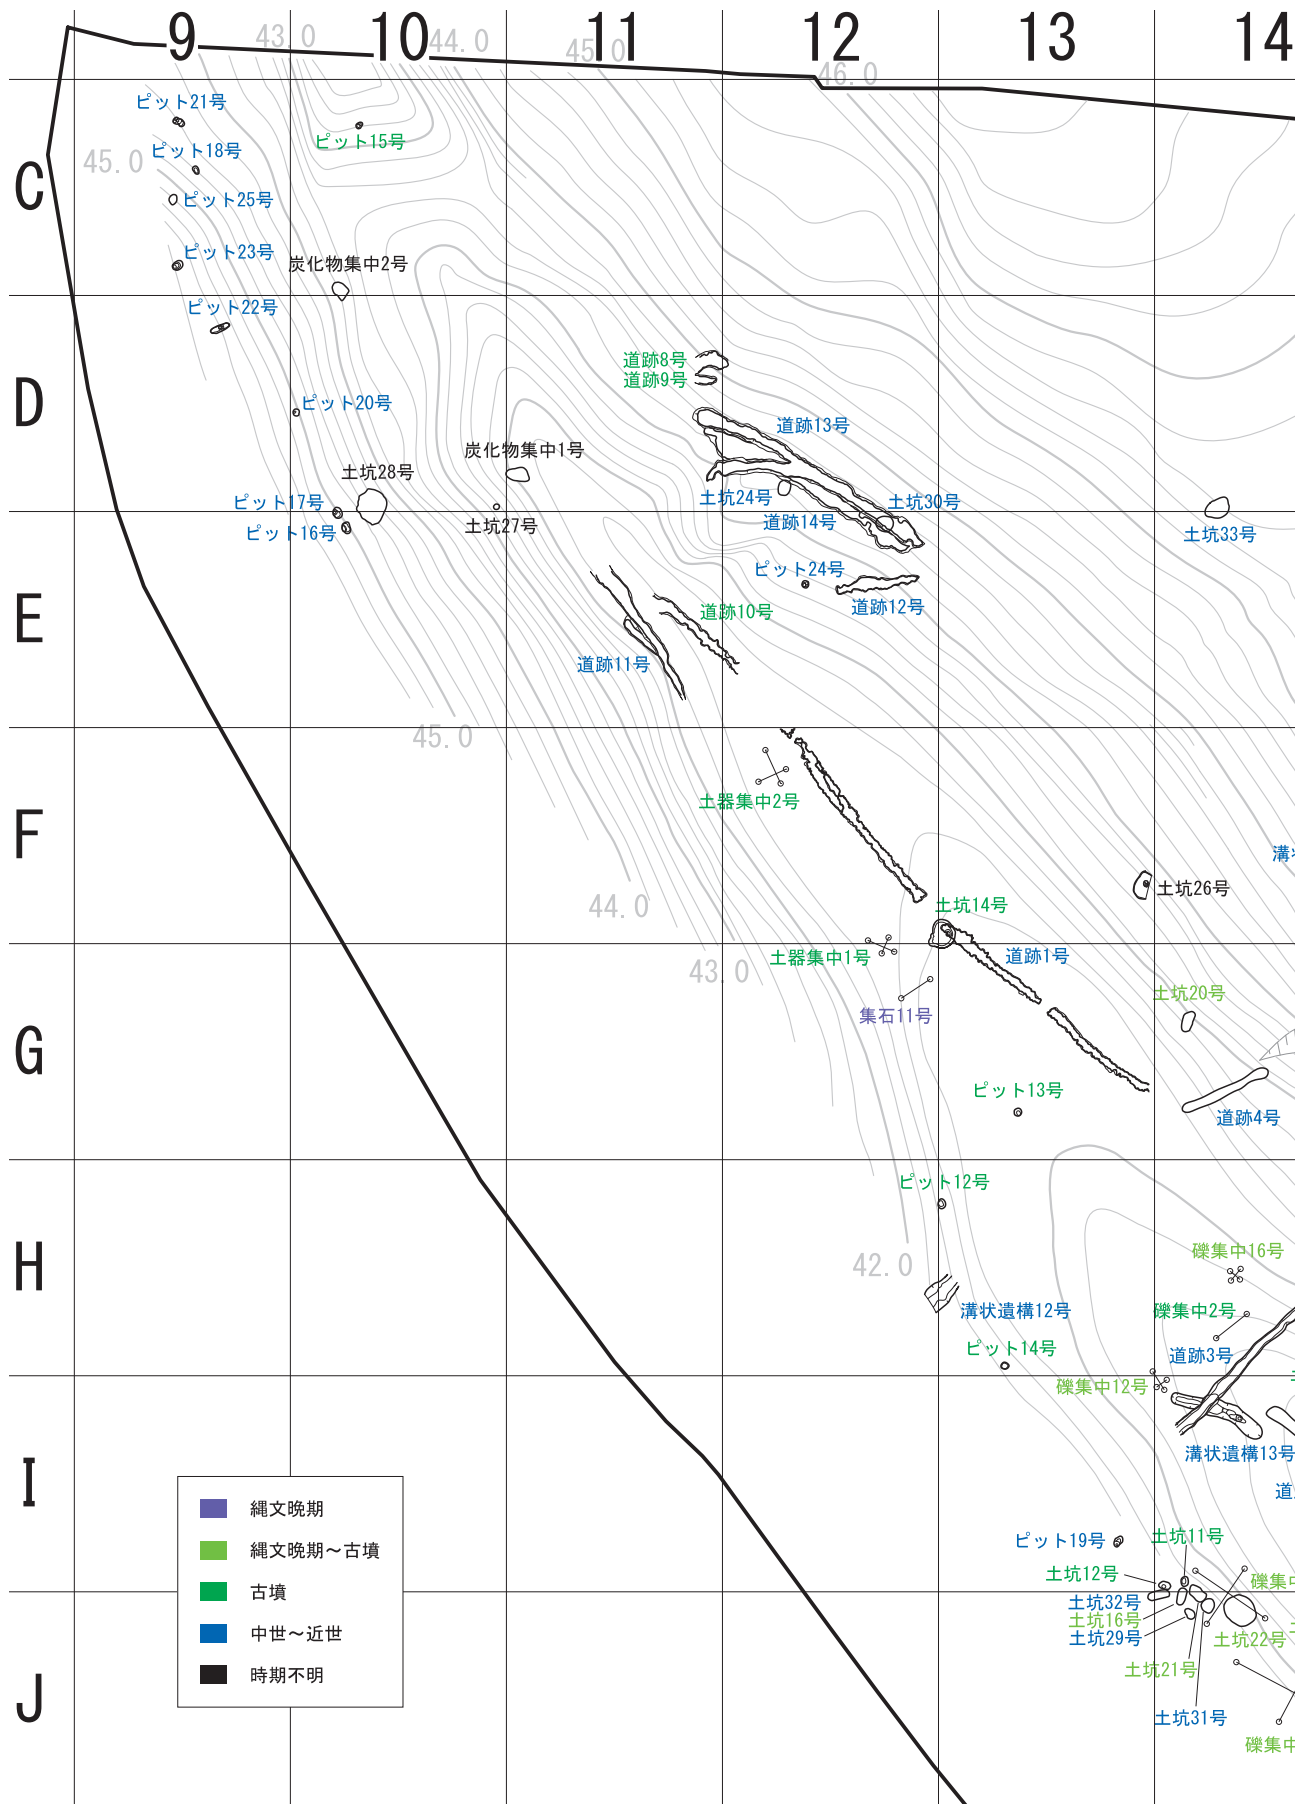 9
10
11
12
13
14
43.0
44.0
45.0
46.0
ピット21号
ピット15号
ピット18号
45.0
C
ピット25号
ピット23号
炭化物集中2号
ピット22号
道跡8号
道跡9号
D
ピット20号
道跡13号
炭化物集中1号
土坑28号
土坑24号
土坑30号
ピット17号
道跡14号
土坑27号
ピット16号
土坑33号
ピット24号
E
道跡12号
道跡10号
道跡11号
45.0
土器集中2号
F
土坑26号
44.0
土坑14号
土器集中1号
道跡1号
43.0
土坑20号
集石11号
G
ピット13号
道跡4号
ピット12号
礫集中16号
H
42.0
溝状遺構12号
礫集中2号
ピット14号
道跡3号
礫集中12号
溝状遺構13号
I
縄文晩期
縄文晩期～古墳
古墳
中世～近世
時期不明
ピット19号
土坑11号
土坑12号
土坑32号
土坑16号
土坑29号
土坑22号
土坑21号
J
土坑31号
礫集中